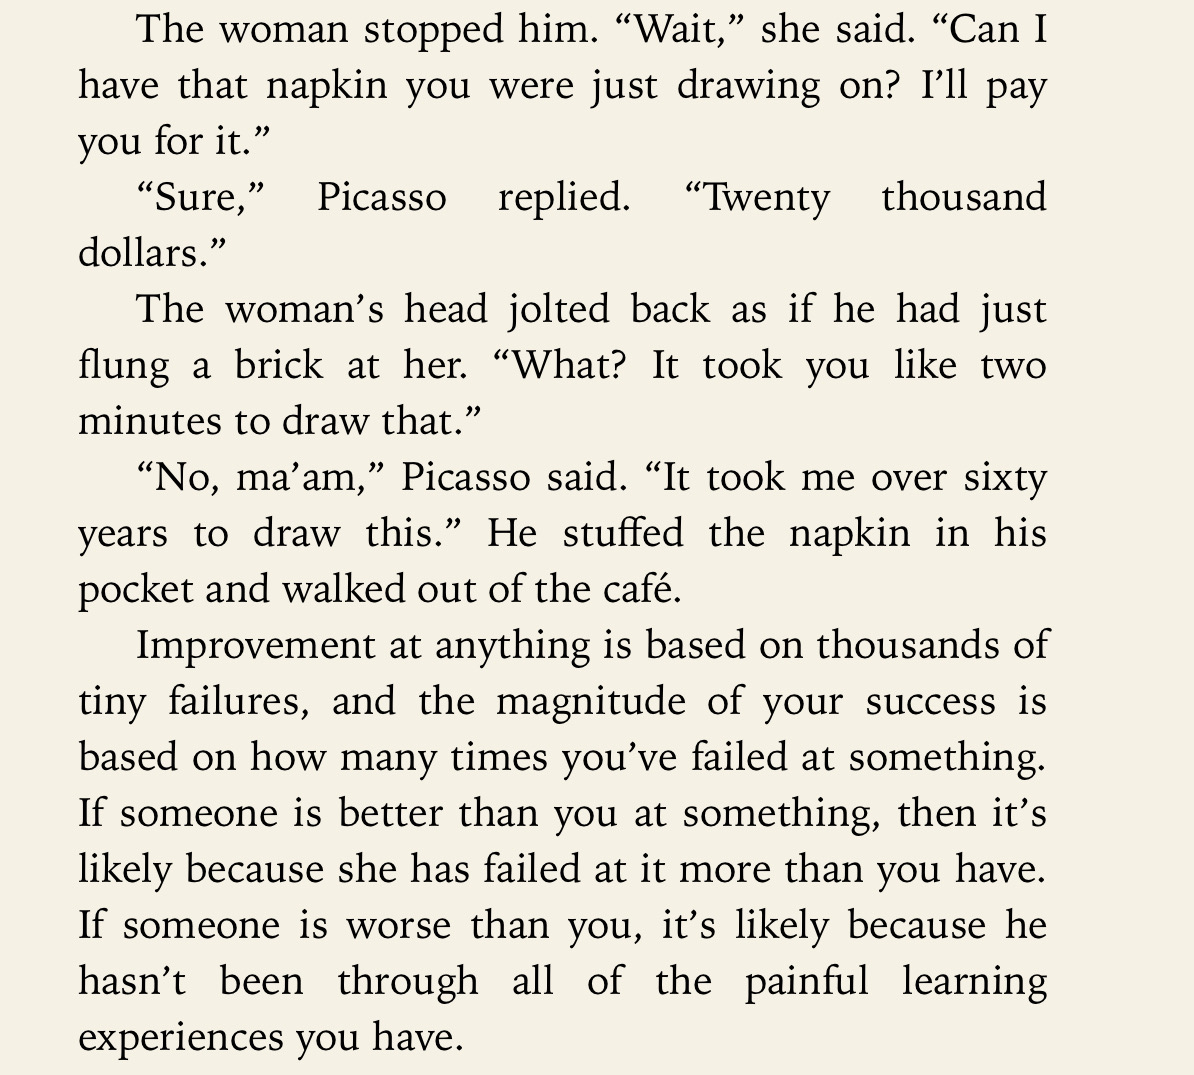 The woman stopped him. “Wait,” she said. “Can I
have that napkin you were just drawing on? I’ll pay
you for it.”
“Sure,” Picasso replied. “Twenty thousand
dollars.”
The woman’s head jolted back as if he had just
flung a brick at her. “What? It took you like two
minutes to draw that.”
“No, ma’am,” Picasso said. “It took me over sixty
years to draw this.” He stuffed the napkin in his
pocket and walked out of the café.
Improvement at anything is based on thousands of
tiny failures, and the magnitude of your success is
based on how many times you’ve failed at something.
If someone is better than you at something, then it’s
likely because she has failed at it more than you have.
If someone is worse than you, it’s likely because he
hasn’t been through all of the painful learning
experiences you have.